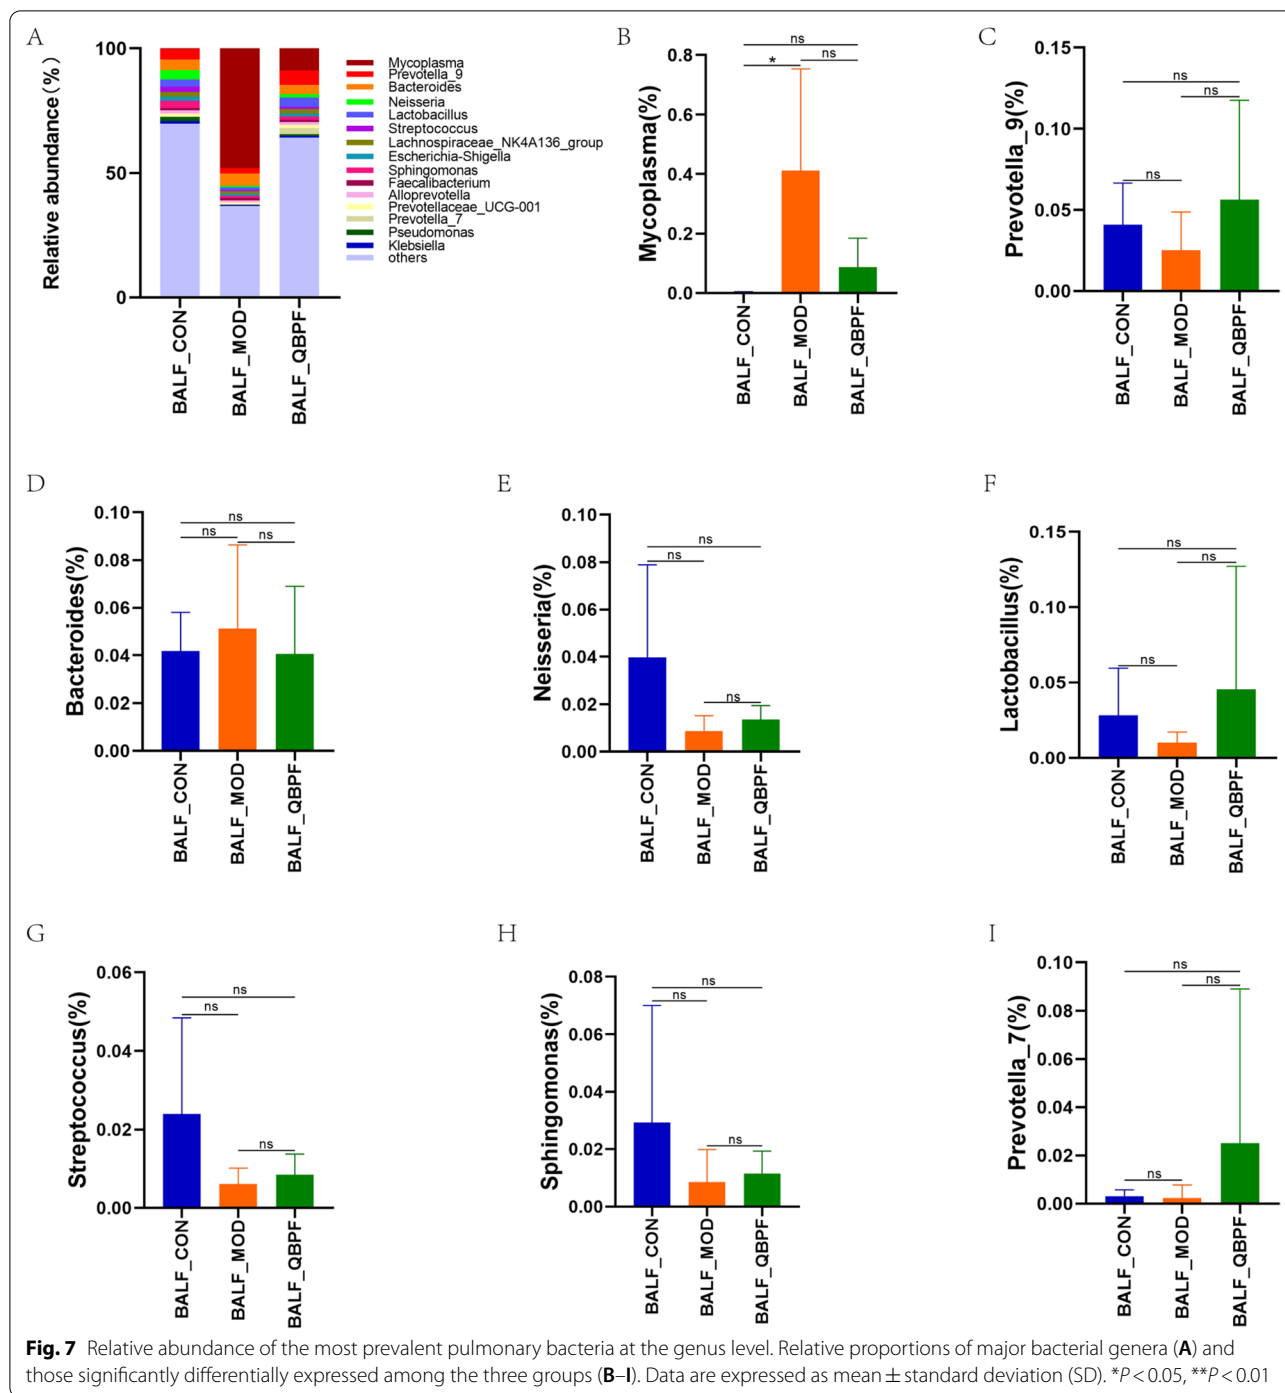 A
Relative abundance (%)
100
50
0
BALF_CON
BALF_MOD
BALF_QBPF
Mycoplasma
Prevotella_9
Bacteroides
Neisseria
Lactobacillus
Streptococcus
Lachnospiraceae_NK4A136_group
Escherichia-Shigella
Sphingomonas
Faecalibacterium
Alloprevotella
Prevotellaceae_UCG-001
Prevotella_7
Pseudomonas
Klebsiella
others
B
Mycoplasma(%)
0.8
0.6
0.4
0.2
0.0
ns
* ns
BALF_CON
BALF_MOD
BALF_QBPF
C
Prevotella_9(%)
0.15
0.10
0.05
0.00
ns
ns
ns
BALF_CON
BALF_MOD
BALF_QBPF
D
Bacteroides(%)
0.10
0.08
0.06
0.04
0.02
0.00
ns
ns ns
BALF_CON
BALF_MOD
BALF_QBPF
E
Neisseria(%)
0.10
0.08
0.06
0.04
0.02
0.00
ns
ns
ns
BALF_CON
BALF_MOD
BALF_QBPF
F
Lactobacillus(%)
0.15
0.10
0.05
0.00
ns
ns
ns
BALF_CON
BALF_MOD
BALF_QBPF
G
Streptococcus(%)
0.06
0.04
0.02
0.00
ns
ns
ns
BALF_CON
BALF_MOD
BALF_QBPF
H
Sphingomonas(%)
0.08
0.06
0.04
0.02
0.00
ns
ns
ns
BALF_CON
BALF_MOD
BALF_QBPF
I
Prevotella_7(%)
0.10
0.08
0.06
0.04
0.02
0.00
ns
ns
ns
BALF_CON
BALF_MOD
BALF_QBPF
Fig. 7 Relative abundance of the most prevalent pulmonary bacteria at the genus level. Relative proportions of major bacterial genera (A) and
those significantly differentially expressed among the three groups (B–I). Data are expressed as mean ± standard deviation (SD). *P < 0.05, **P < 0.01